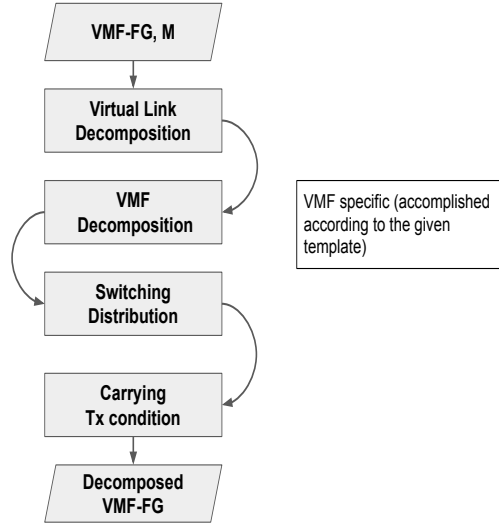 VMF-FG, M
Virtual Link
Decomposition
VMF
Decomposition
VMF specific (accomplished
according to the given
template)
Switching
Distribution
Carrying
Tx condition
Decomposed
VMF-FG